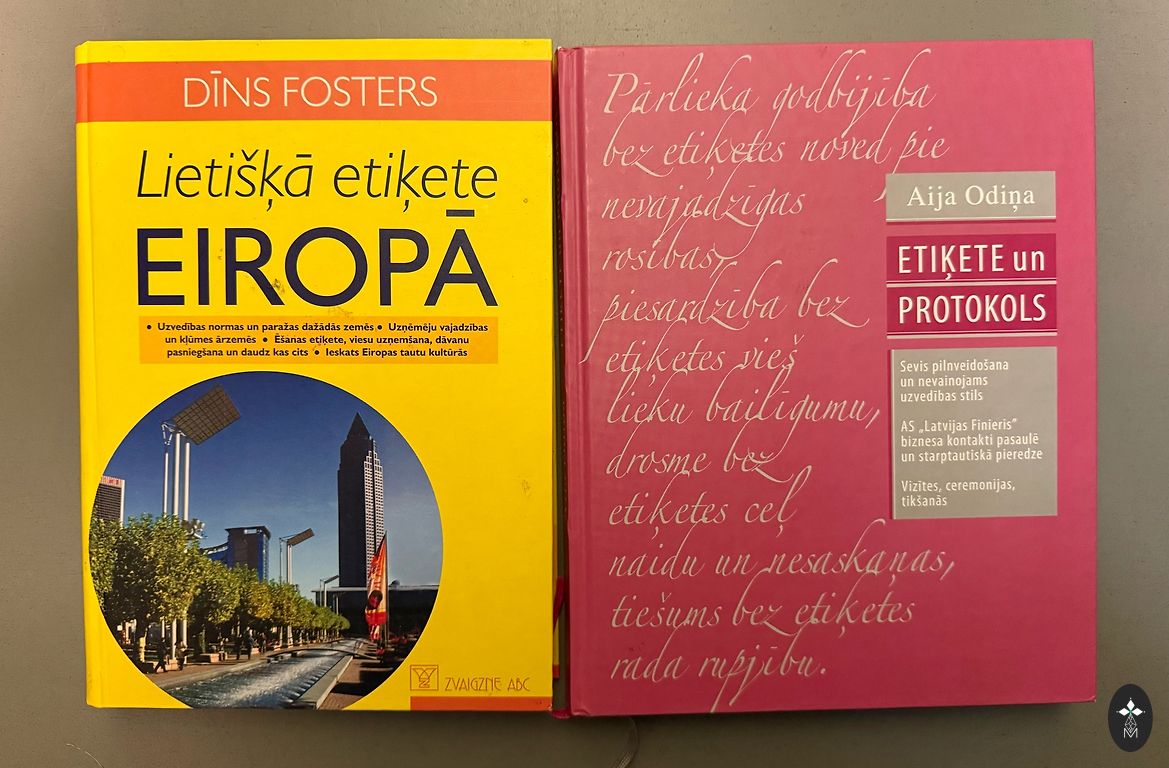 DĪNS FOSTERS
Lietišķā etiķete
EIROPĀ
• Uzvedības normas un paražas dažādās zemēs • Uzņēmēju vajadzības
un kļūmes ārzemēs • Ēšanas etiķete, viesu uzņemšana, dāvanu
pasniegšana un daudz kas cits • Ieskats Eiropas tautu kultūrās
ZVAIGZNE ABC
Pārlieka godbijība
bez etiķetes noved pie
nevajadzīgas
rosības,
piesardzība bez
etiķetes vieš
lieku bailīgumu,
drosme bez
etiķetes ceļ
naidu un nesaskaņas,
tiešums bez etiķetes
rada rupjību.
Aija Odiņa
ETIĶETE un
PROTOKOLS
Sevis pilnveidošana
un nevainojams
uzvedības stils
AS „Latvijas Finieris"
biznesa kontakti pasaulē
un starptautiskā pieredze
Vizītes, ceremonijas,
tikšanās
M